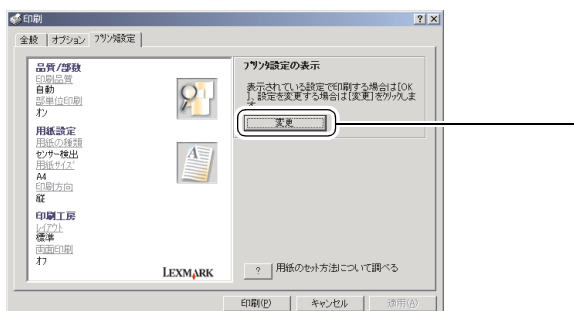 印刷
全般 オプション プリンタ設定
品質/部数
印刷品質
自動
部単位印刷
オン
用紙設定
用紙の種類
センサー検出
用紙サイズ
A4
印刷方向
縦
印刷工房
レイアウト
標準
両面印刷
オフ
LEXMARK
プリンタ設定の表示
表示されている設定で印刷する場合は[OK
]、設定を変更する場合は[変更]をクリックしま
す
変更
? 用紙のセット方法について調べる
印刷(P) キャンセル 適用(A)